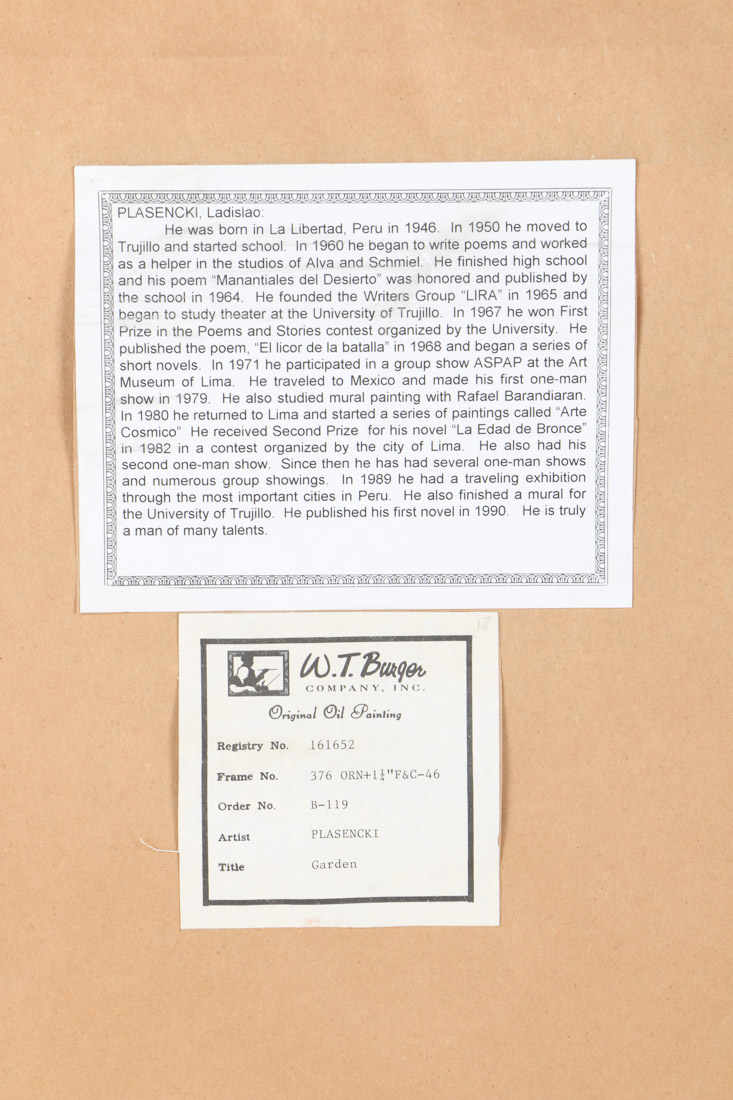 PLASENCKI, Ladislao:
He was born in La Libertad, Peru in 1946. In 1950 he moved to
Trujillo and started school. In 1960 he began to write poems and worked
as a helper in the studios of Alva and Schmiel. He finished high school
and his poem “Manantiales del Desierto” was honored and published by
the school in 1964. He founded the Writers Group “LIRA” in 1965 and
began to study theater at the University of Trujillo. In 1967 he won First
Prize in the Poems and Stories contest organized by the University. He
published the poem, “El licor de la batalla” in 1968 and began a series of
short novels. In 1971 he participated in a group show ASPAP at the Art
Museum of Lima. He traveled to Mexico and made his first one-man
show in 1979. He also studied mural painting with Rafael Barandiaran.
In 1980 he returned to Lima and started a series of paintings called “Arte
Cosmico” He received Second Prize for his novel “La Edad de Bronce”
in 1982 in a contest organized by the city of Lima. He also had his
second one-man show. Since then he has had several one-man shows
and numerous group showings. In 1989 he had a traveling exhibition
through the most important cities in Peru. He also finished a mural for
the University of Trujillo. He published his first novel in 1990. He is truly
a man of many talents.
W.T. Burger
COMPANY, INC.
Original Oil Painting
Registry No. 161652
Frame No. 376 ORN+1¼"F&C-46
Order No. B-119
Artist PLASENCKI
Title Garden